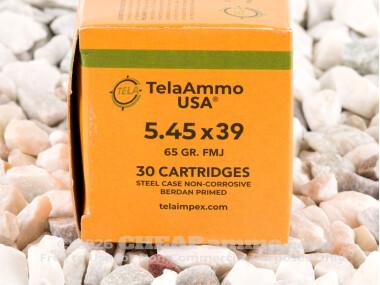 TELA
TelaAmmo
USA®
5.45 x 39
65 GR. FMJ
30 CARTRIDGES
STEEL CASE NON-CORROSIVE
BERDAN PRIMED
telaimpex.com